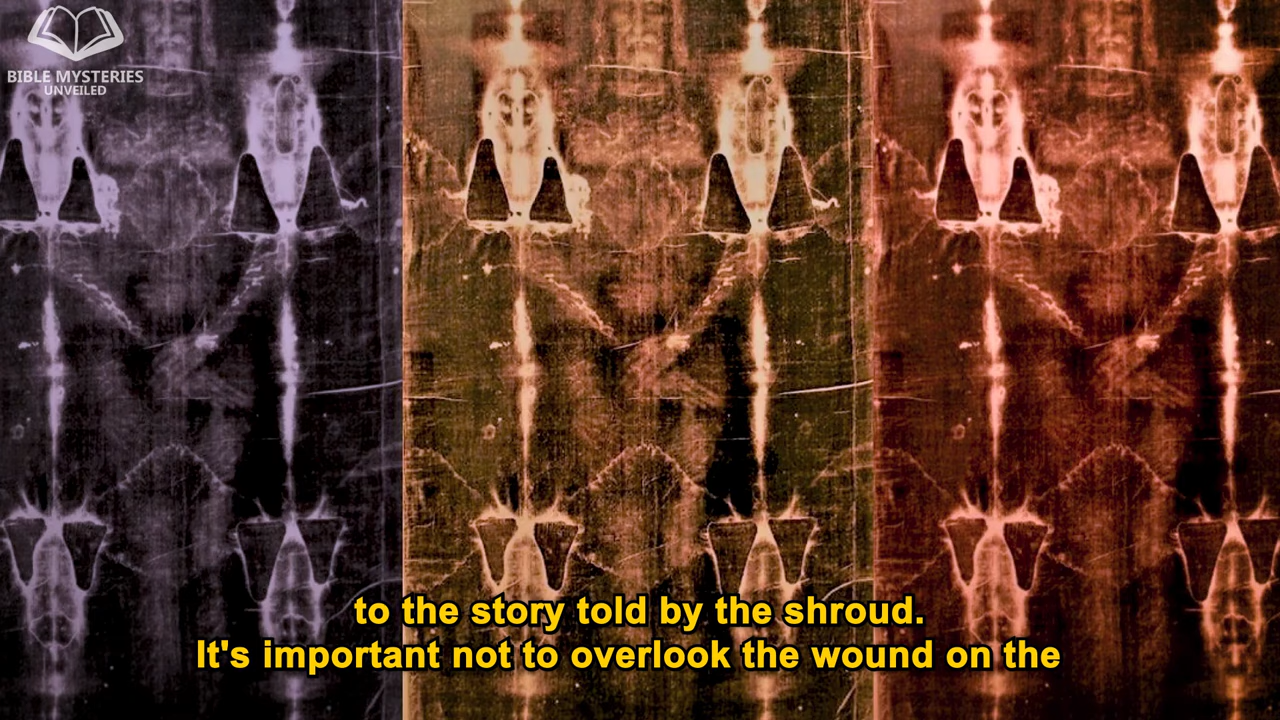 BIBLE MYSTERIES
UNVEILED
to the story told by the shroud.
It's important not to overlook the wound on the